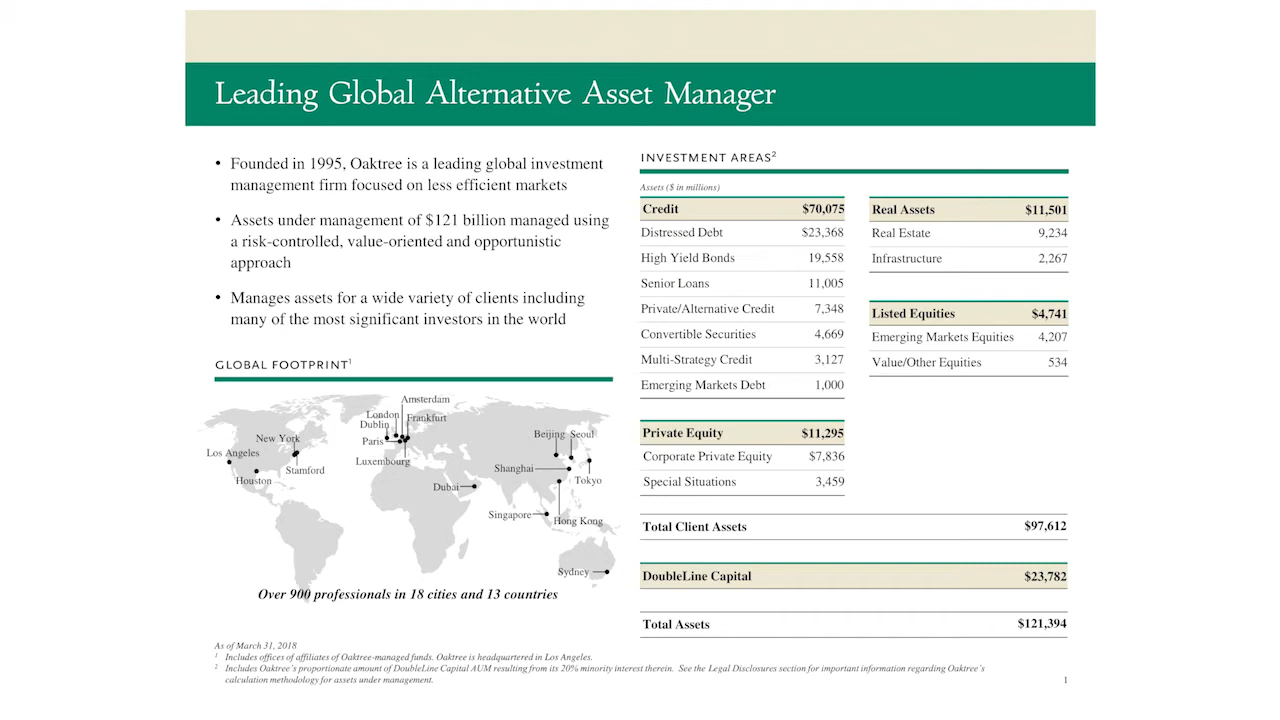 Leading Global Alternative Asset Manager
• Founded in 1995, Oaktree is a leading global investment
management firm focused on less efficient markets
• Assets under management of $121 billion managed using
a risk-controlled, value-oriented and opportunistic
approach
• Manages assets for a wide variety of clients including
many of the most significant investors in the world
GLOBAL FOOTPRINT1
Amsterdam
London
Frankfurt
Dublin
Paris
Luxembourg
New York
Los Angeles
Stamford
Houston
Beijing
Seoul
Shanghai
Tokyo
Dubai
Singapore
Hong Kong
Sydney
Over 900 professionals in 18 cities and 13 countries
INVESTMENT AREAS2
Assets ($ in millions)
Credit $70,075
Distressed Debt $23,368
High Yield Bonds 19,558
Senior Loans 11,005
Private/Alternative Credit 7,348
Convertible Securities 4,669
Multi-Strategy Credit 3,127
Emerging Markets Debt 1,000
Private Equity $11,295
Corporate Private Equity $7,836
Special Situations 3,459
Real Assets $11,501
Real Estate 9,234
Infrastructure 2,267
Listed Equities $4,741
Emerging Markets Equities 4,207
Value/Other Equities 534
Total Client Assets $97,612
DoubleLine Capital $23,782
Total Assets $121,394
As of March 31, 2018
1 Includes offices of affiliates of Oaktree-managed funds. Oaktree is headquartered in Los Angeles.
2 Includes Oaktree's proportionate amount of DoubleLine Capital AUM resulting from its 20% minority interest therein. See the Legal Disclosures section for important information regarding Oaktree's
calculation methodology for assets under management.
1